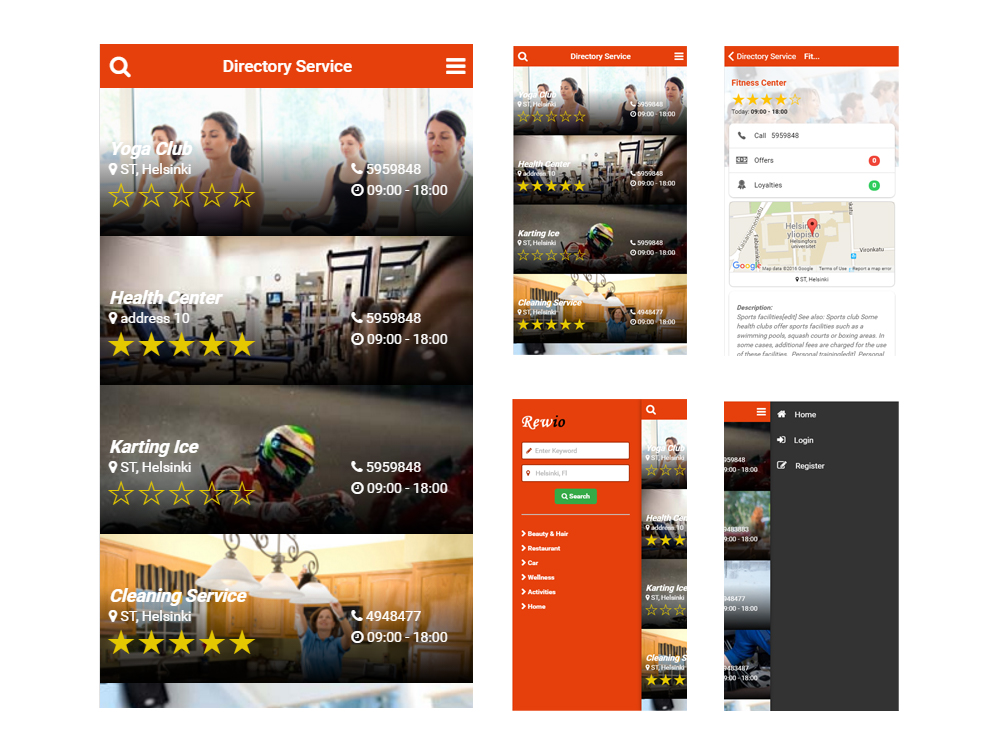 Directory Service
Yoga Club
ST, Helsinki
5959848
09:00 - 18:00
Health Center
address 10
5959848
09:00 - 18:00
Karting Ice
ST, Helsinki
5959848
09:00 - 18:00
Cleaning Service
ST, Helsinki
4948477
09:00 - 18:00
Directory Service
Yoga Club
ST, Helsinki
5959848
09:00 - 18:00
Health Center
address 10
5959848
09:00 - 18:00
Karting Ice
ST, Helsinki
5959848
09:00 - 18:00
Cleaning Service
ST, Helsinki
4948477
09:00 - 18:00
Directory Service Fit...
Fitness Center
Today: 09:00 - 18:00
Call 5959848
Offers 0
Loyalties 0
Kaisaniemenkatu
Fabianinkatu
Helsingin
yliopisto
Helsingfors
universitet
Vironkatu
Google
Map data ©2016 Google Terms of Use Report a map error
ST, Helsinki
Description:
Sports facilities[edit] See also: Sports club Some
health clubs offer sports facilities such as a
swimming pools, squash courts or boxing areas. In
some cases, additional fees are charged for the use
of these facilities. Personal training[edit] Personal
Rewio
Enter Keyword
Helsinki, FI
Search
Beauty & Hair
Restaurant
Car
Wellness
Activities
Home
Yoga Club
ST, Helsinki
Health Cen
address 10
Karting Ice
ST, Helsinki
Cleaning S
ST, Helsinki
5959848
09:00 - 18:00
9483883
09:00 - 18:00
4948477
09:00 - 18:00
9483487
09:00 - 18:00
Home
Login
Register